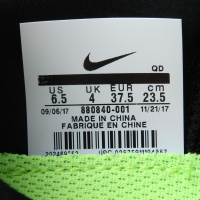 QD
US UK EUR cm
6.5 4 37.5 23.5
09/06/17 880840-001 11/21/17
MADE IN CHINA
FABRIQUÉ EN CHINE